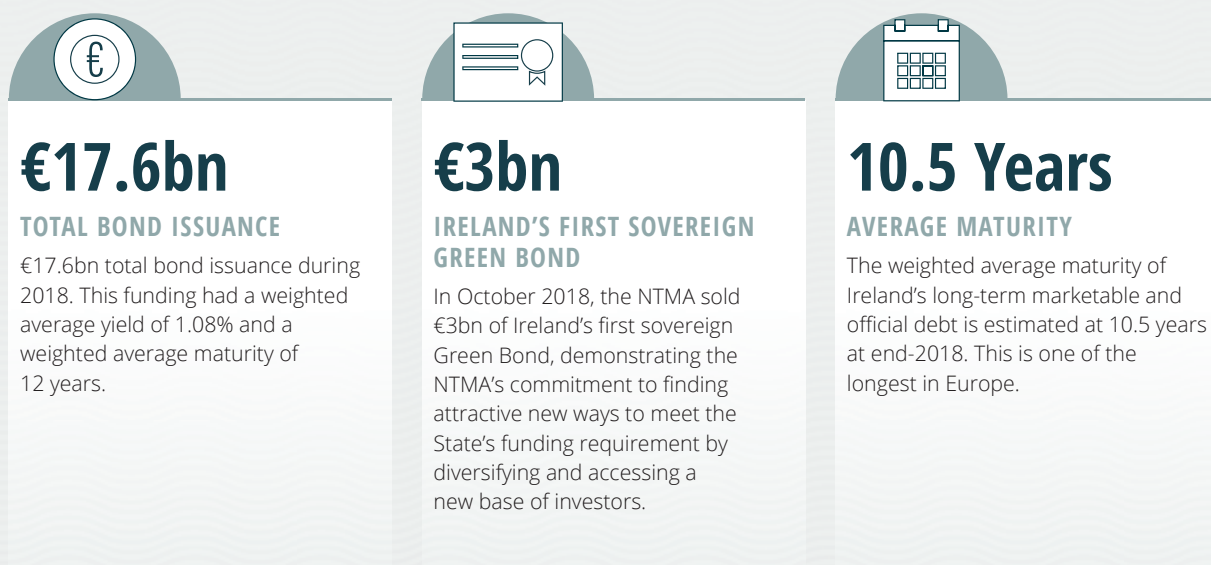 €
€17.6bn
TOTAL BOND ISSUANCE
€17.6bn total bond issuance during
2018. This funding had a weighted
average yield of 1.08% and a
weighted average maturity of
12 years.
€3bn
IRELAND’S FIRST SOVEREIGN
GREEN BOND
In October 2018, the NTMA sold
€3bn of Ireland’s first sovereign
Green Bond, demonstrating the
NTMA’s commitment to finding
attractive new ways to meet the
State’s funding requirement by
diversifying and accessing a
new base of investors.
10.5 Years
AVERAGE MATURITY
The weighted average maturity of
Ireland’s long-term marketable and
official debt is estimated at 10.5 years
at end-2018. This is one of the
longest in Europe.